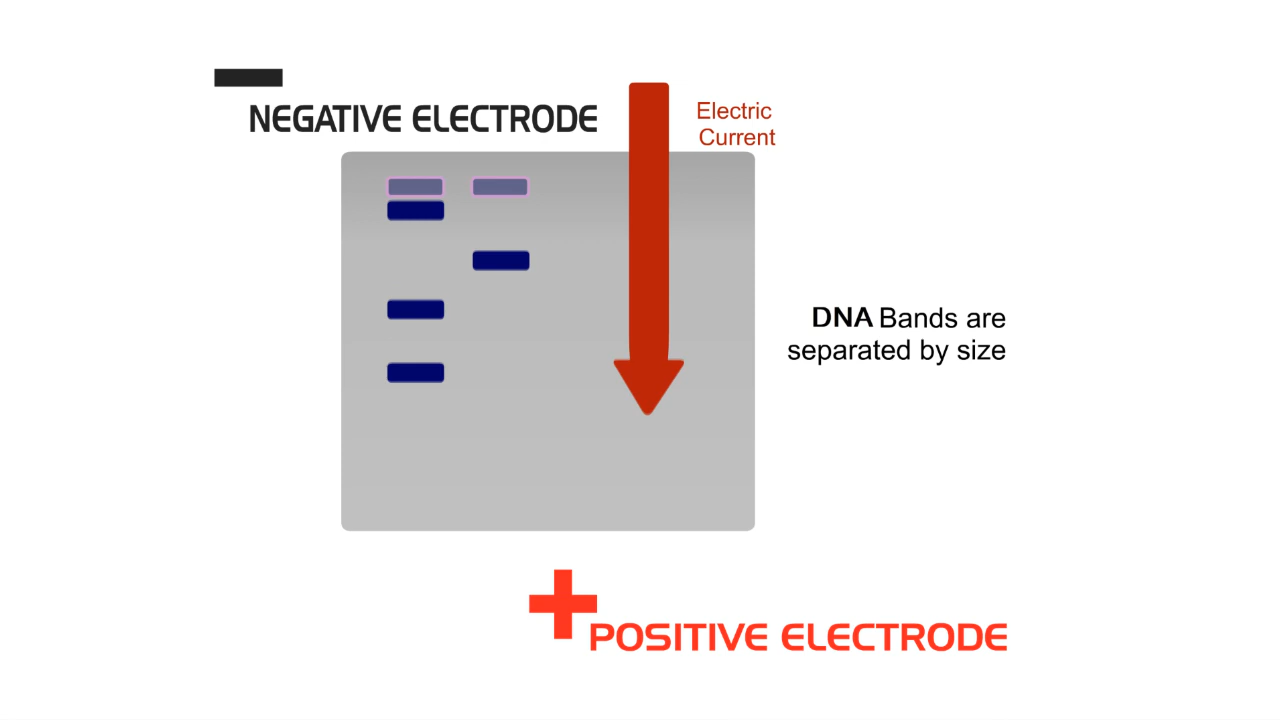 NEGATIVE ELECTRODE
Electric
Current
DNA Bands are
separated by size
POSITIVE ELECTRODE